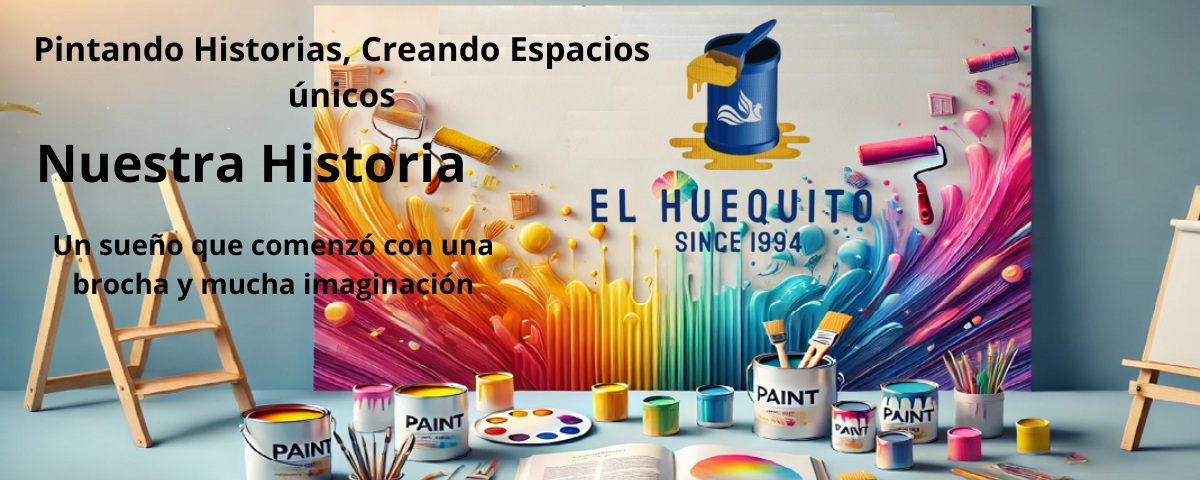 Pintando Historias, Creando Espacios
únicos
Nuestra Historia
Un sueño que comenzó con una
brocha y mucha imaginación
EL HUEQUITO
SINCE 1994
PAINT
PAINT
PAINT
PAINT
PAINT